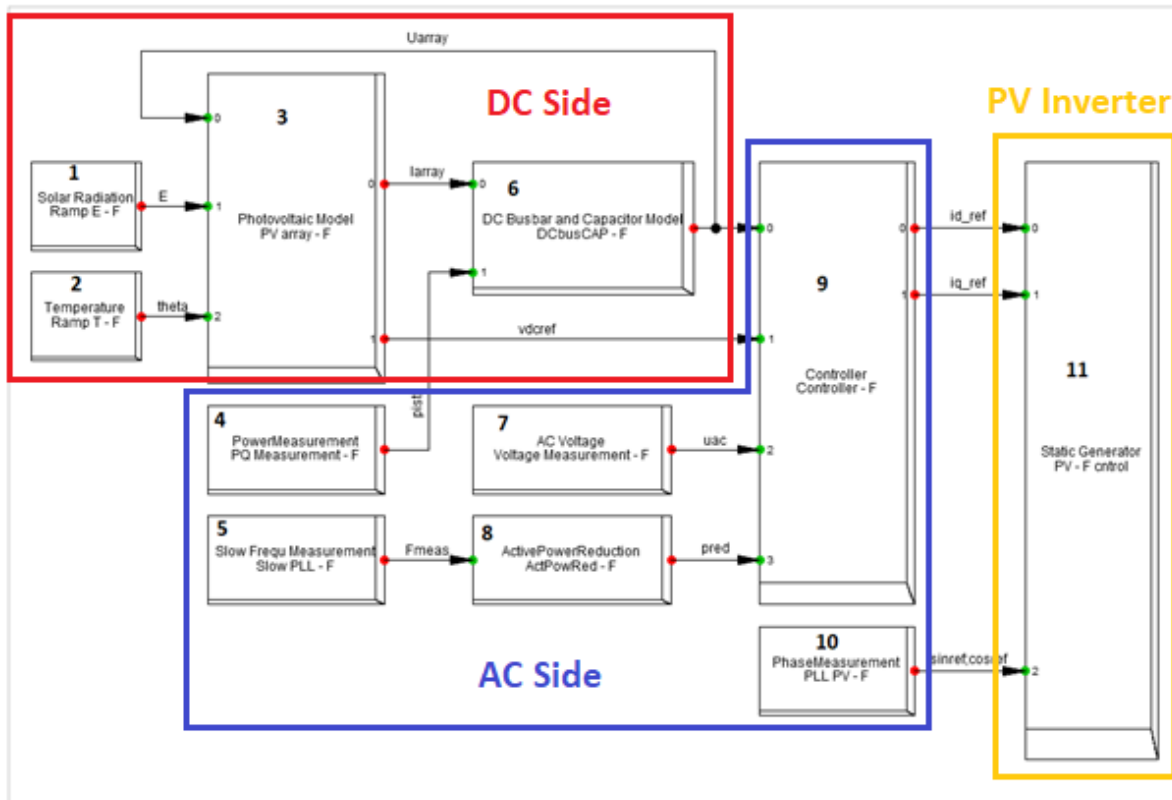 Uarray
DC Side
PV Inverter
3
0
1
Solar Radiation
Ramp E - F
E
1
Photovoltaic Model
PV array - F
0
Iarray
0
6
DC Busbar and Capacitor Model
DCbusCAP - F
1
0
9
0
id_ref
0
1
iq_ref
1
2
Temperature
Ramp T - F
theta
2
1
vdcref
1
Controller
Controller - F
11
4
PowerMeasurement
PQ Measurement - F
pist
7
AC Voltage
Voltage Measurement - F
uac
2
Static Generator
PV - F cntrol
5
Slow Frequ Measurement
Slow PLL - F
Fmeas
8
ActivePowerReduction
ActPowRed - F
pred
3
AC Side
10
PhaseMeasurement
PLL PV - F
sinref;cosref
2